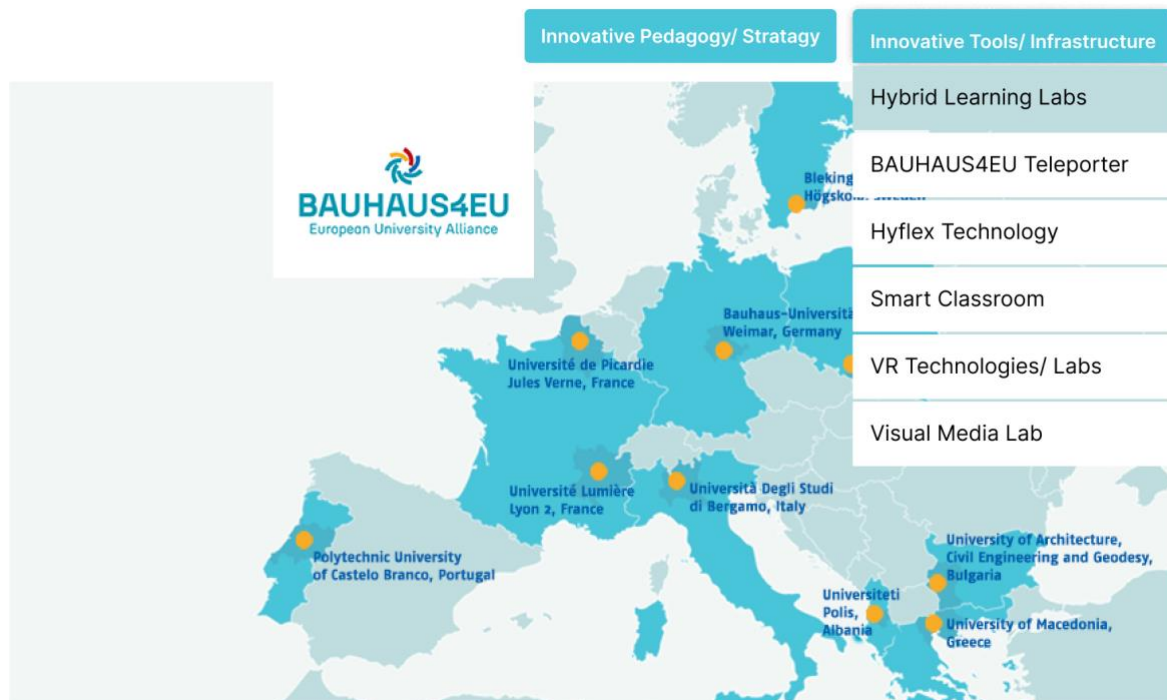 Innovative Pedagogy/ Stratagy
Innovative Tools/ Infrastructure
Hybrid Learning Labs
BAUHAUS4EU Teleporter
Hyflex Technology
Smart Classroom
VR Technologies/ Labs
Visual Media Lab
BAUHAUS4EU
European University Alliance
Bleking
Högskola, Sweden
Bauhaus-Universitä
Weimar, Germany
Université de Picardie
Jules Verne, France
Université Lumière
Lyon 2, France
Università Degli Studi
di Bergamo, Italy
Polytechnic University
of Castelo Branco, Portugal
University of Architecture,
Civil Engineering and Geodesy,
Bulgaria
Universiteti
Polis,
Albania
University of Macedonia,
Greece